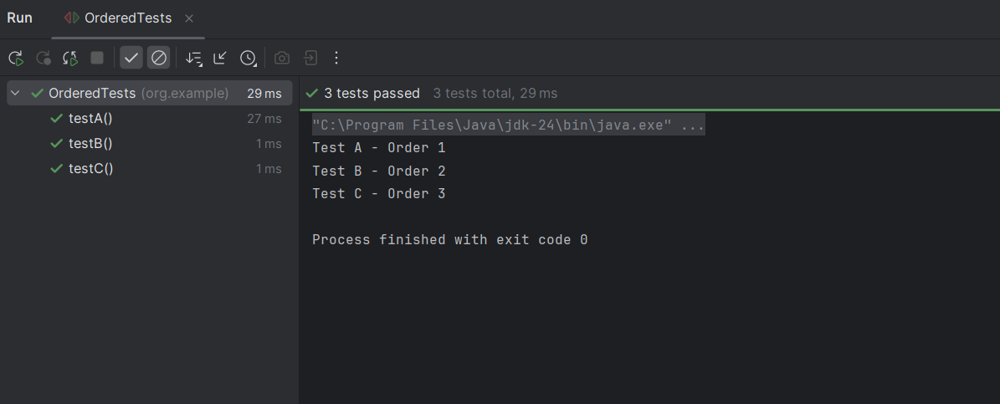 Run OrderedTests
OrderedTests (org.example) 29 ms
testA() 27 ms
testB() 1 ms
testC() 1 ms
3 tests passed 3 tests total, 29 ms
"C:\Program Files\Java\jdk-24\bin\java.exe" ...
Test A - Order 1
Test B - Order 2
Test C - Order 3
Process finished with exit code 0